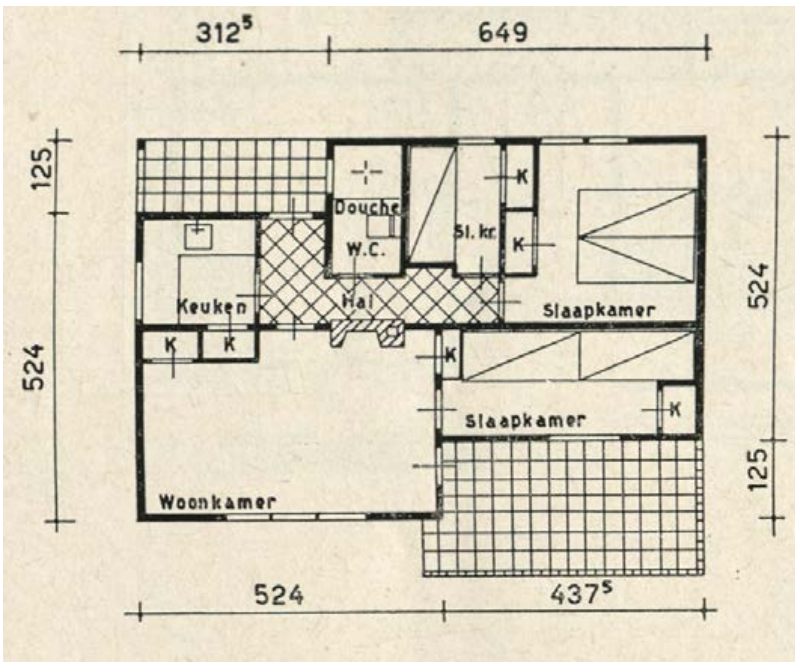 312⁵ 649
125
524
524
125
Douche
W.C.
Sl. kr.
K
K
Keuken
Hal
Slaapkamer
K
K
K
Slaapkamer
K
Woonkamer
524 437⁵